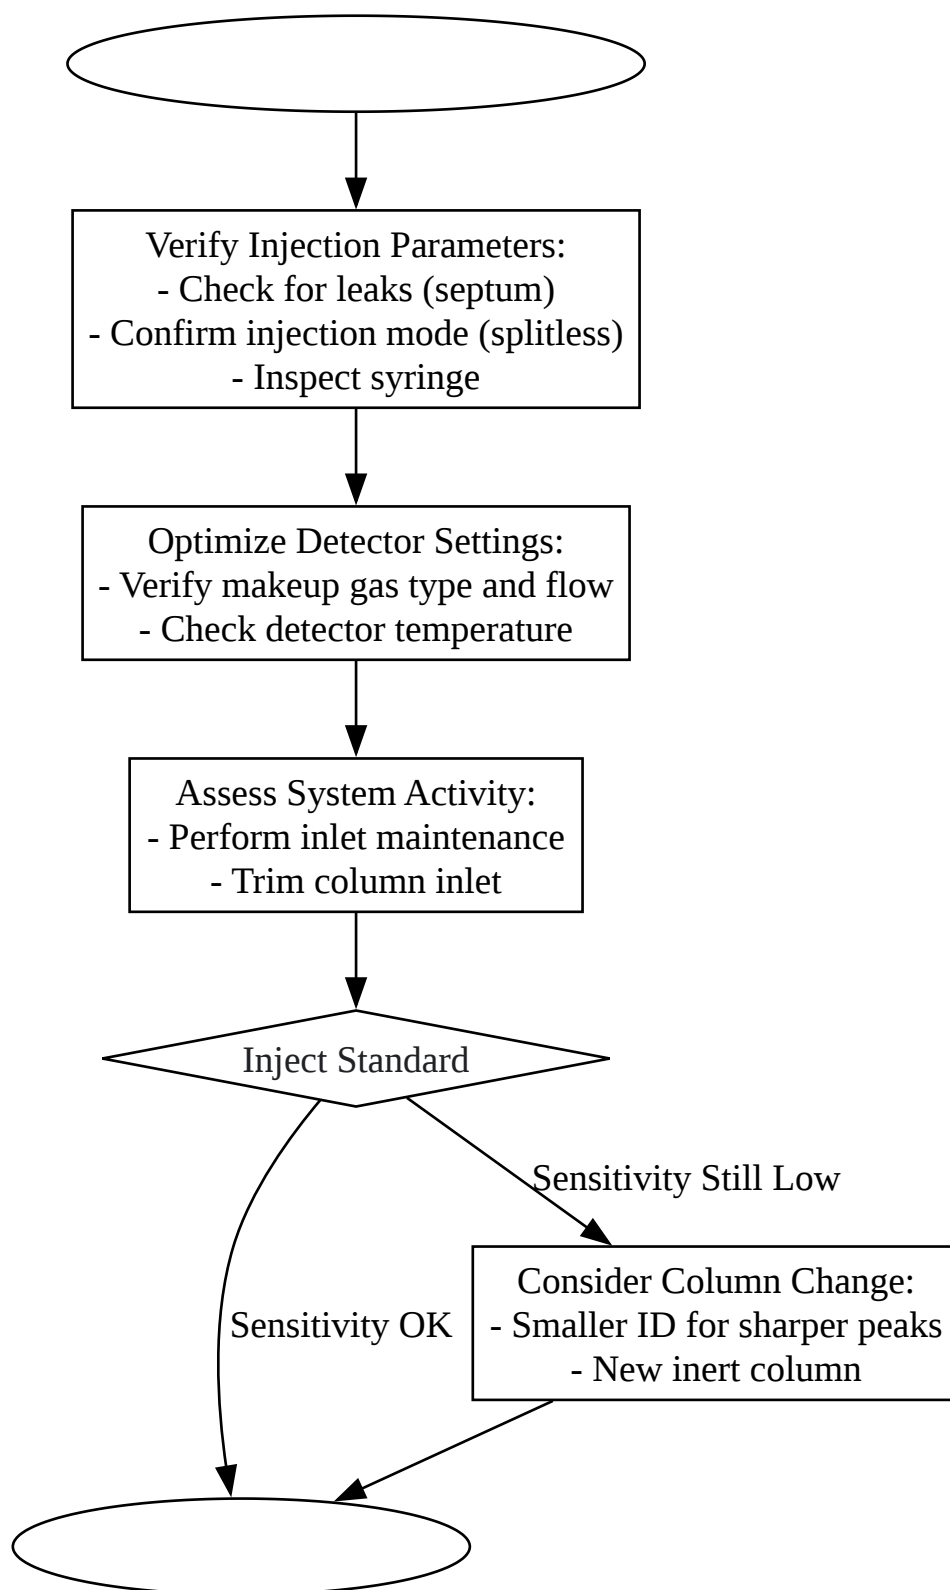 Verify Injection Parameters:
- Check for leaks (septum)
- Confirm injection mode (splitless)
- Inspect syringe
Optimize Detector Settings:
- Verify makeup gas type and flow
- Check detector temperature
Assess System Activity:
- Perform inlet maintenance
- Trim column inlet
Inject Standard
Sensitivity Still Low
Consider Column Change:
- Smaller ID for sharper peaks
- New inert column
Sensitivity OK